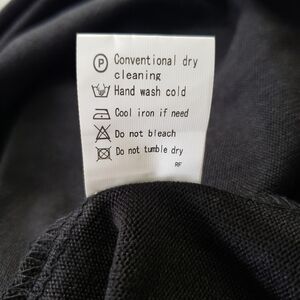 P Conventional dry
cleaning
Hand wash cold
Cool iron if need
Do not bleach
Do not tumble dry
RF